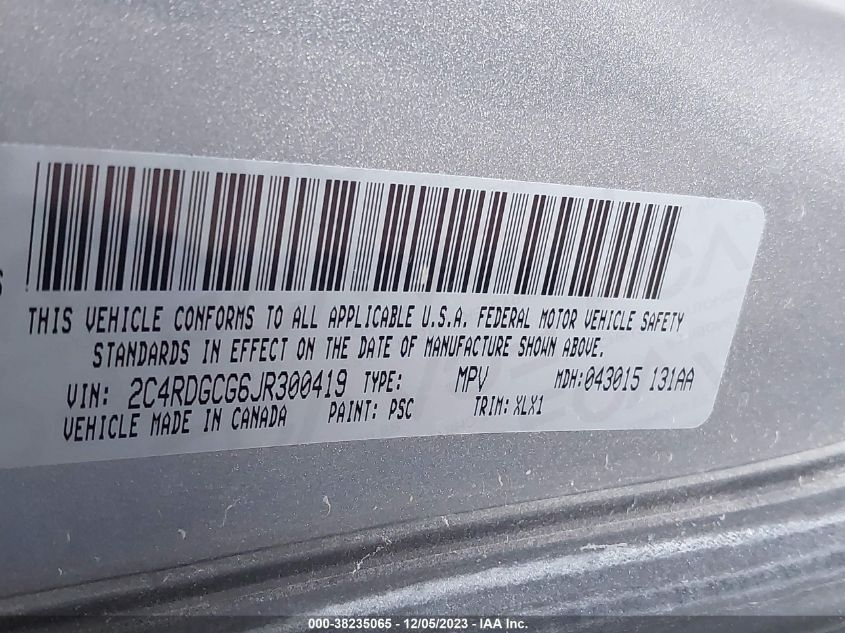 THIS VEHICLE CONFORMS TO ALL APPLICABLE U.S.A. FEDERAL MOTOR VEHICLE SAFETY
STANDARDS IN EFFECT ON THE DATE OF MANUFACTURE SHOWN ABOVE.
VIN: 2C4RDGCG6JR300419 TYPE: MPV MDH:043015 131AA
VEHICLE MADE IN CANADA PAINT: PSC TRIM: XLX1
000-38235065 - 12/05/2023 - IAA Inc.